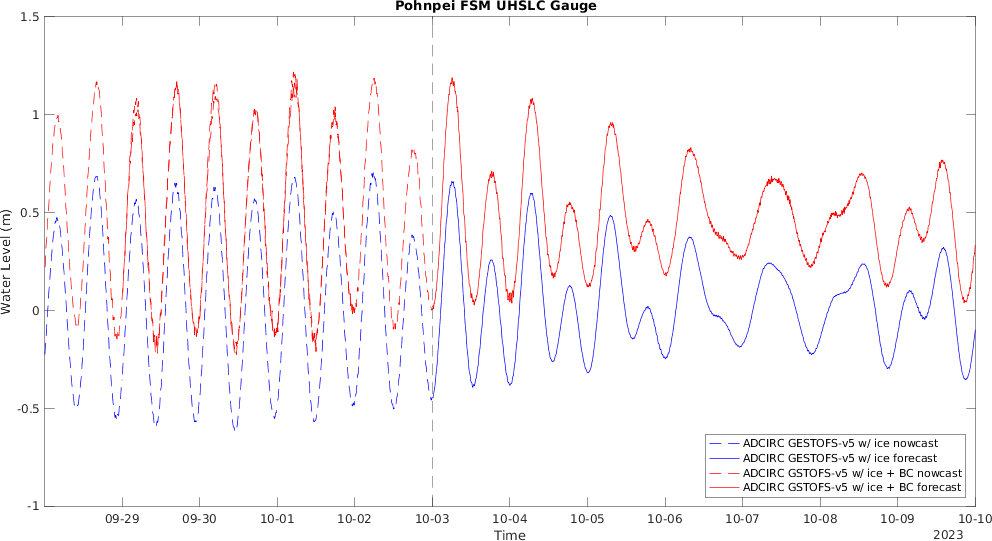 Pohnpei FSM UHSLC Gauge
1.5
1
0.5
0
-0.5
-1
Water Level (m)
ADCIRC GESTOFS-v5 w/ ice nowcast
ADCIRC GESTOFS-v5 w/ ice forecast
ADCIRC GSTOFS-v5 w/ ice + BC nowcast
ADCIRC GSTOFS-v5 w/ ice + BC forecast
09-29 09-30 10-01 10-02 10-03 10-04 10-05 10-06 10-07 10-08 10-09 10-10
Time
2023